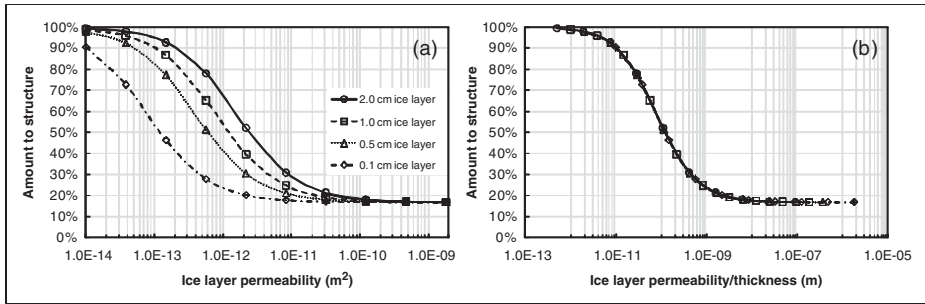 (a)
Amount to structure
100%
90%
80%
70%
60%
50%
40%
30%
20%
10%
0%
2.0 cm ice layer
1.0 cm ice layer
0.5 cm ice layer
0.1 cm ice layer
1.0E-14 1.0E-13 1.0E-12 1.0E-11 1.0E-10 1.0E-09
Ice layer permeability (m²)
(b)
Amount to structure
100%
90%
80%
70%
60%
50%
40%
30%
20%
10%
0%
1.0E-13 1.0E-11 1.0E-09 1.0E-07 1.0E-05
Ice layer permeability/thickness (m)